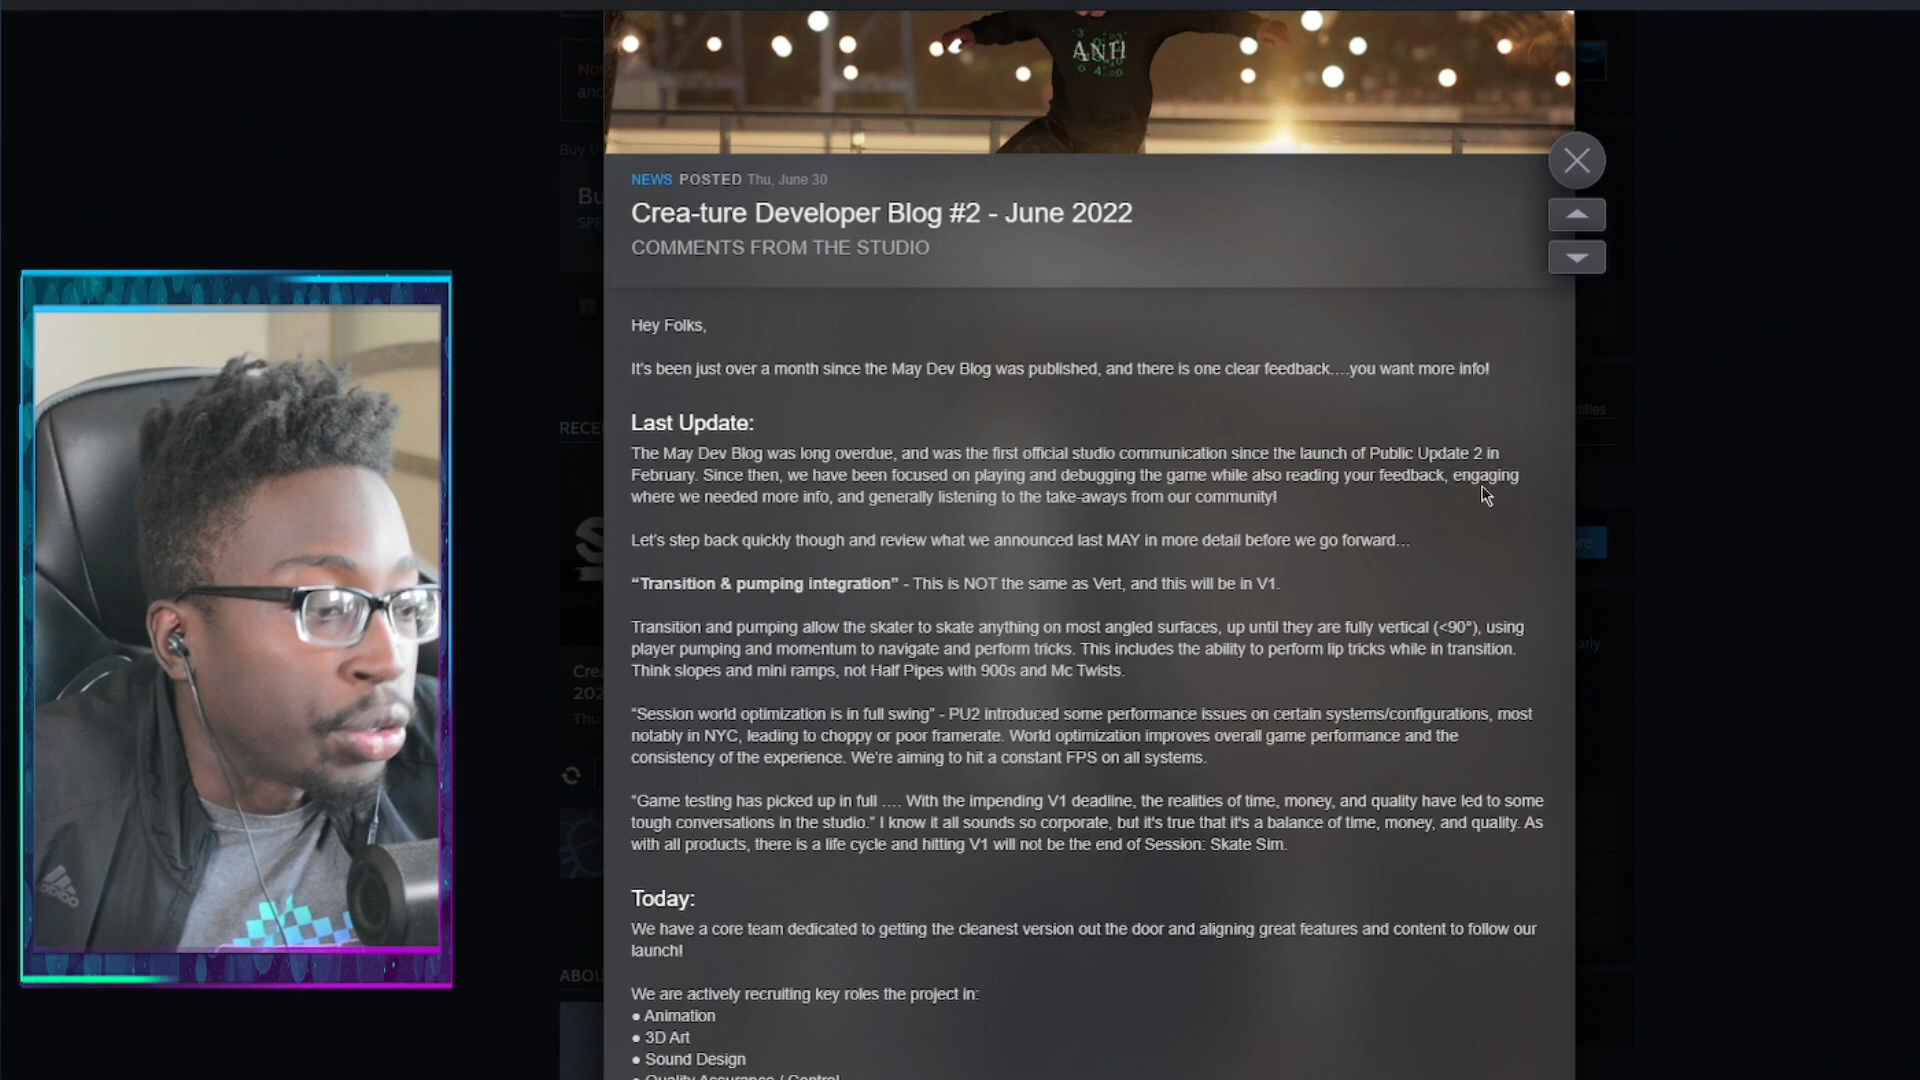 ANTI
NEWS POSTED Thu, June 30
Crea-ture Developer Blog #2 - June 2022
COMMENTS FROM THE STUDIO
Hey Folks,
It's been just over a month since the May Dev Blog was published, and there is one clear feedback....you want more info!
Last Update:
The May Dev Blog was long overdue, and was the first official studio communication since the launch of Public Update 2 in
February. Since then, we have been focused on playing and debugging the game while also reading your feedback, engaging
where we needed more info, and generally listening to the take-aways from our community!
Let's step back quickly though and review what we announced last MAY in more detail before we go forward…
“Transition & pumping integration” - This is NOT the same as Vert, and this will be in V1.
Transition and pumping allow the skater to skate anything on most angled surfaces, up until they are fully vertical (<90°), using
player pumping and momentum to navigate and perform tricks. This includes the ability to perform lip tricks while in transition.
Think slopes and mini ramps, not Half Pipes with 900s and Mc Twists.
“Session world optimization is in full swing” - PU2 introduced some performance issues on certain systems/configurations, most
notably in NYC, leading to choppy or poor framerate. World optimization improves overall game performance and the
consistency of the experience. We're aiming to hit a constant FPS on all systems.
“Game testing has picked up in full …. With the impending V1 deadline, the realities of time, money, and quality have led to some
tough conversations in the studio.” I know it all sounds so corporate, but it's true that it's a balance of time, money, and quality. As
with all products, there is a life cycle and hitting V1 will not be the end of Session: Skate Sim.
Today:
We have a core team dedicated to getting the cleanest version out the door and aligning great features and content to follow our
launch!
We are actively recruiting key roles the project in:
● Animation
● 3D Art
● Sound Design
● Quality Assurance / Control
adidas